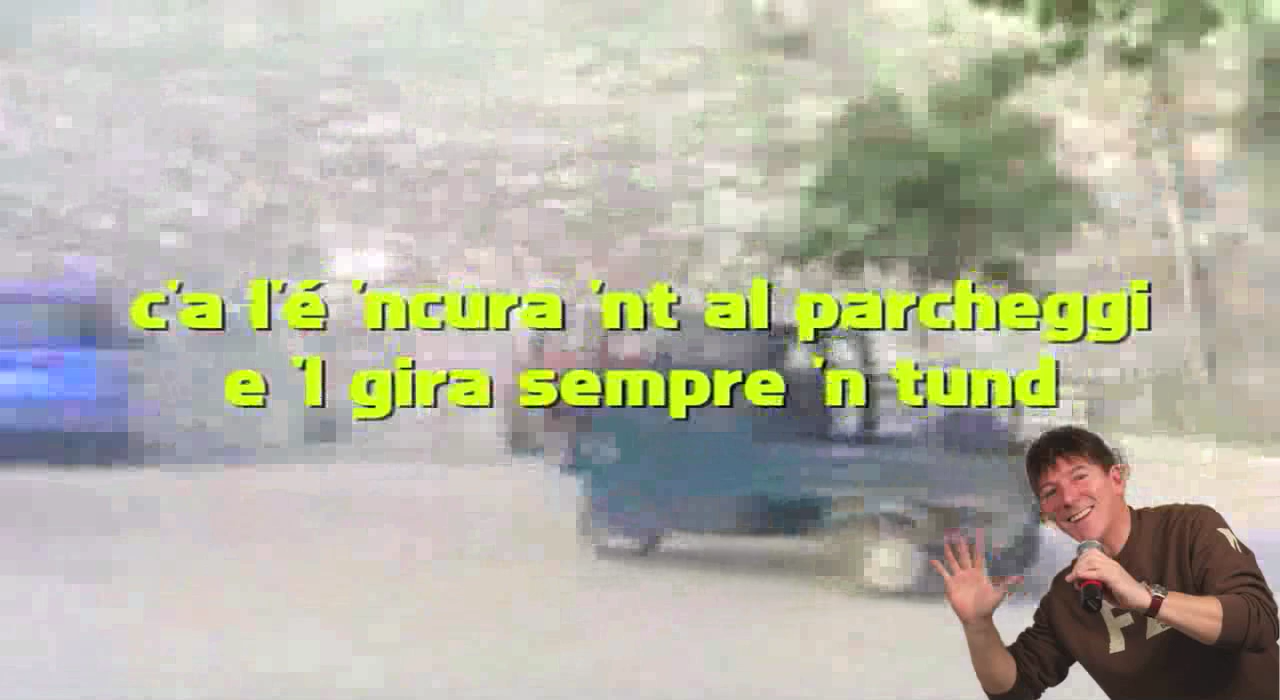 c'a l'é 'ncura 'nt al parcheggi
e 'l gira sempre 'n tund